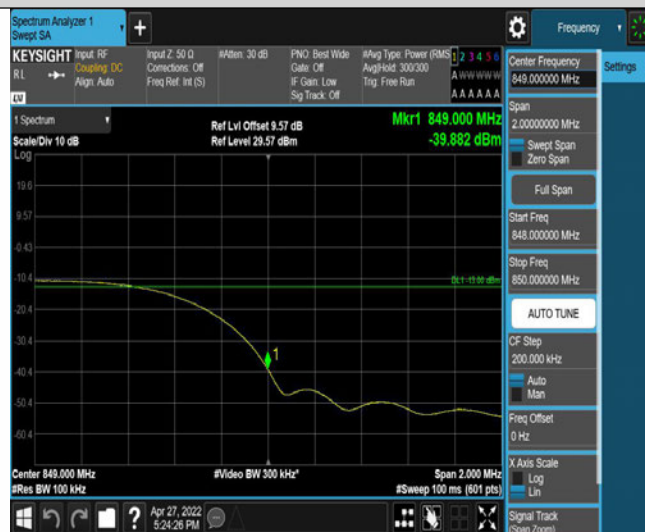 Spectrum Analyzer 1
Swept SA
Frequency
KEYSIGHT
RL
Input: RF
Coupling: DC
Align: Auto
Input Z: 50 Ω
Corrections: Off
Freq Ref: Int (S)
#Atten: 30 dB
PNO: Best Wide
Gate: Off
IF Gain: Low
Sig Track: Off
#Avg Type: Power (RMS
Avg|Hold: 300/300
Trig: Free Run
1 2 3 4 5 6
A W W W W W
A A A A A A
1 Spectrum
Scale/Div 10 dB
Log
Ref Lvl Offset 9.57 dB
Ref Level 29.57 dBm
Mkr1 849.000 MHz
-39.882 dBm
19.6
9.57
-0.43
-10.4
-20.4
-30.4
-40.4
-50.4
-60.4
DL1 -13.00 dBm
1
Center 849.000 MHz
#Res BW 100 kHz
#Video BW 300 kHz*
Span 2.000 MHz
#Sweep 100 ms (601 pts)
Apr 27, 2022
5:24:26 PM
Center Frequency
849.000000 MHz
Settings
Span
2.00000000 MHz
Swept Span
Zero Span
Full Span
Start Freq
848.000000 MHz
Stop Freq
850.000000 MHz
AUTO TUNE
CF Step
200.000 kHz
Auto
Man
Freq Offset
0 Hz
X Axis Scale
Log
Lin
Signal Track
(Span Zoom)